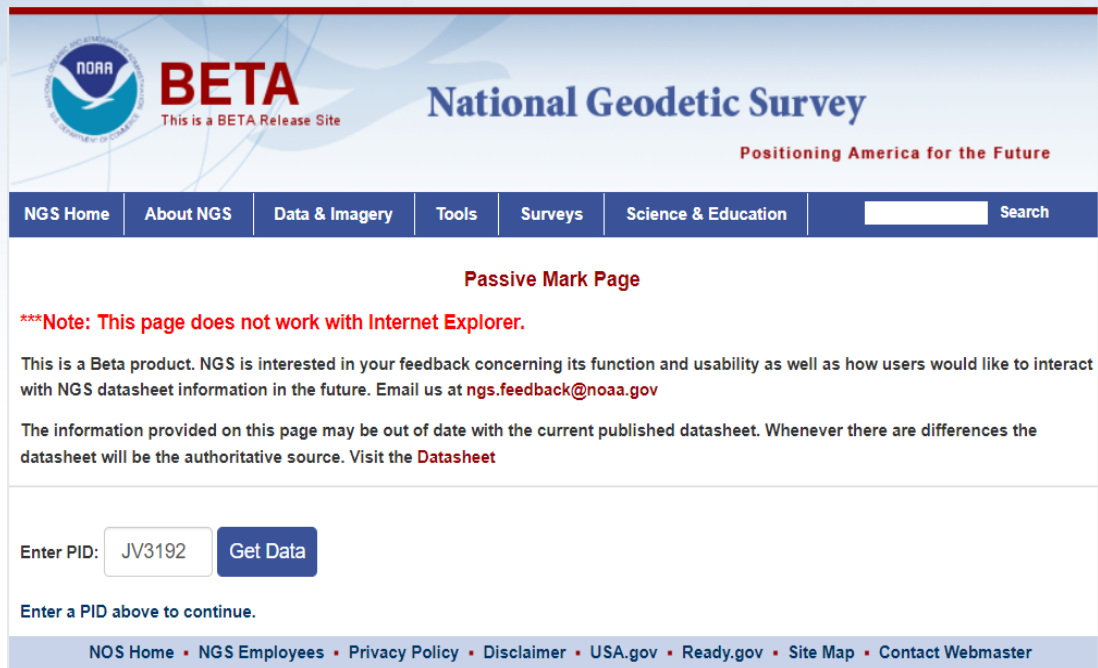 NOAA
BETA
This is a BETA Release Site
National Geodetic Survey
Positioning America for the Future
NGS Home About NGS Data & Imagery Tools Surveys Science & Education Search
Passive Mark Page
***Note: This page does not work with Internet Explorer.
This is a Beta product. NGS is interested in your feedback concerning its function and usability as well as how users would like to interact
with NGS datasheet information in the future. Email us at ngs.feedback@noaa.gov
The information provided on this page may be out of date with the current published datasheet. Whenever there are differences the
datasheet will be the authoritative source. Visit the Datasheet
Enter PID: JV3192 Get Data
Enter a PID above to continue.
NOS Home ▪ NGS Employees ▪ Privacy Policy ▪ Disclaimer ▪ USA.gov ▪ Ready.gov ▪ Site Map ▪ Contact Webmaster